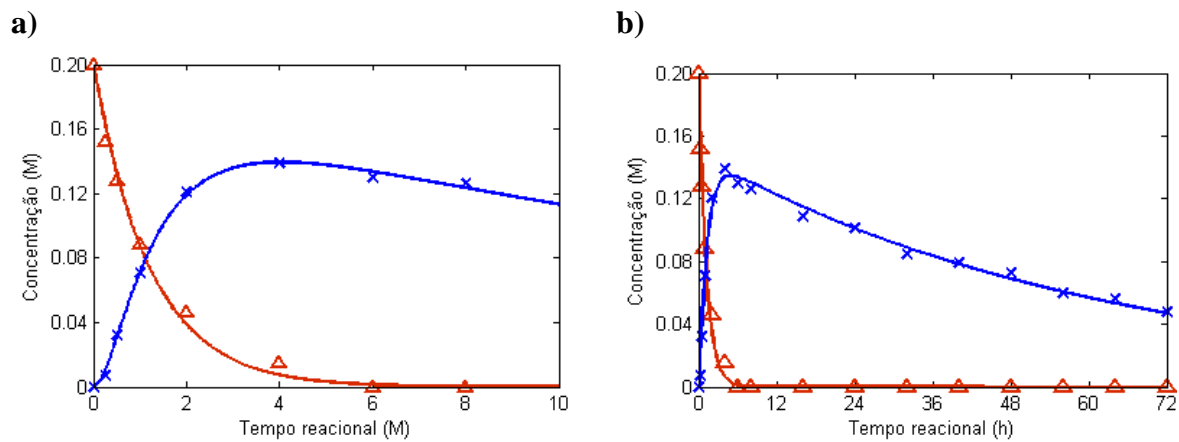 a)
b)
Concentração (M)
0.20
0.16
0.12
0.08
0.04
0
0 2 4 6 8 10
Tempo reacional (M)
Concentração (M)
0.20
0.16
0.12
0.08
0.04
0
0 12 24 36 48 60 72
Tempo reacional (h)